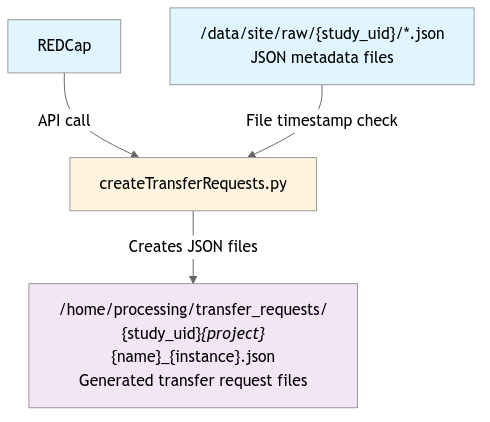 REDCap
/data/site/raw/{study_uid}/*.json
JSON metadata files
API call
File timestamp check
createTransferRequests.py
Creates JSON files
/home/processing/transfer_requests/
{study_uid}{project}
{name}_{instance}.json
Generated transfer request files